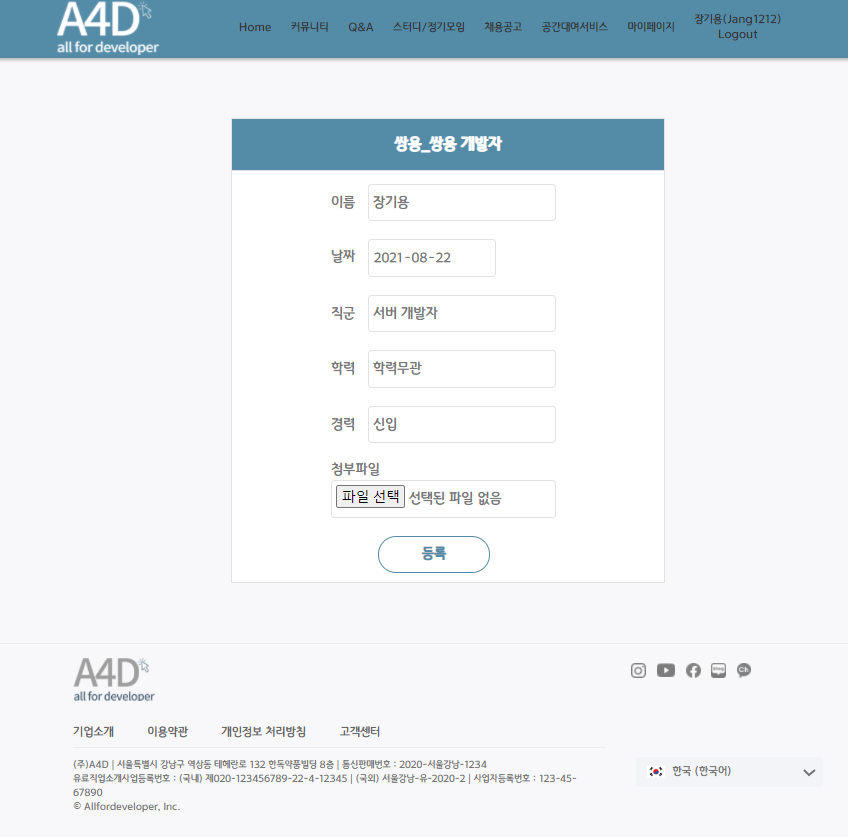 A4D
all for developer
Home 커뮤니티 Q&A 스터디/정기모임 채용공고 공간대여서비스 마이페이지 장기용(Jang1212)
Logout
쌍용_쌍용 개발자
이름 장기용
날짜 2021-08-22
직군 서버 개발자
학력 학력무관
경력 신입
첨부파일
파일 선택 선택된 파일 없음
등록
A4D
all for developer
기업소개 이용약관 개인정보 처리방침 고객센터
(주)A4D | 서울특별시 강남구 역삼동 테헤란로 132 한독약품빌딩 8층 | 통신판매번호 : 2020-서울강남-1234
유료직업소개사업등록번호 : (국내) 제020-123456789-22-4-12345 | (국외) 서울강남-유-2020-2 | 사업자등록번호 : 123-45-
67890
© Allfordeveloper, Inc.
한국 (한국어)